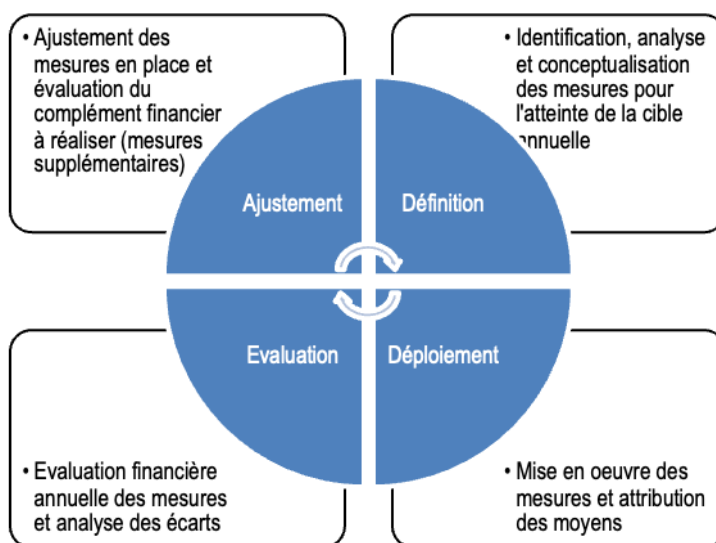 • Ajustement des
mesures en place et
évaluation du
complément financier
à réaliser (mesures
supplémentaires)
• Identification, analyse
et conceptualisation
des mesures pour
l'atteinte de la cible
annuelle
Ajustement
Définition
Evaluation
Déploiement
• Evaluation financière
annuelle des mesures
et analyse des écarts
• Mise en oeuvre des
mesures et attribution
des moyens